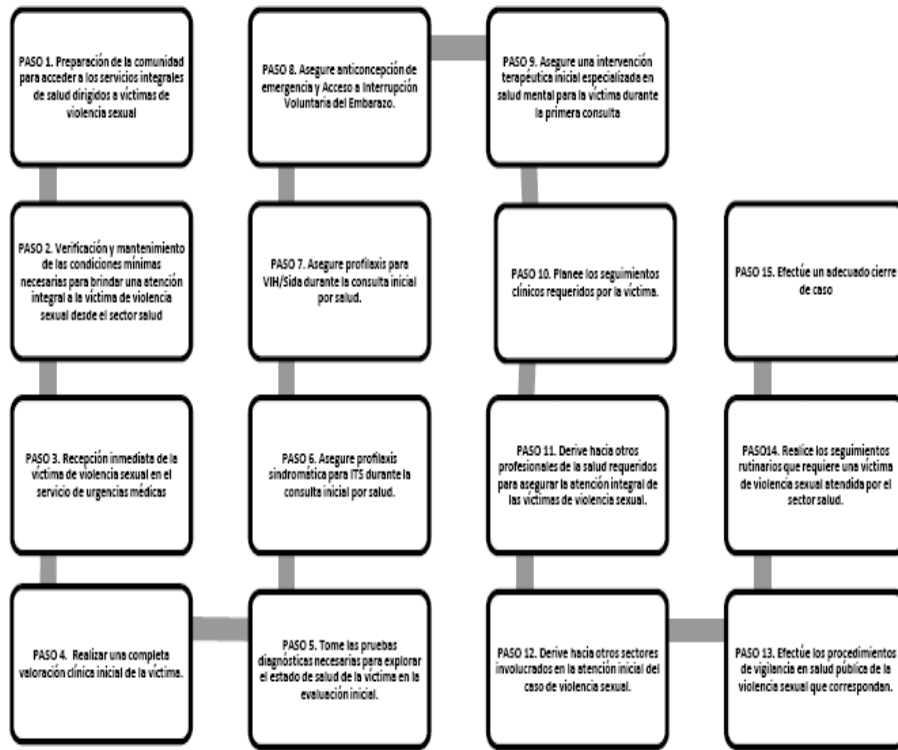 PASO 1. Preparación de la comunidad
para acceder a los servicios integrales
de salud dirigidos a víctimas de
violencia sexual
PASO 2. Verificación y mantenimiento
de las condiciones mínimas
necesarias para brindar una atención
integral a la víctima de violencia
sexual desde el sector salud
PASO 3. Recepción inmediata de la
víctima de violencia sexual en el
servicio de urgencias médicas
PASO 4. Realizar una completa
valoración clínica inicial de la víctima.
PASO 5. Tome las pruebas
diagnósticas necesarias para explorar
el estado de salud de la víctima en la
evaluación inicial.
PASO 6. Asegure profilaxis
sindromática para ITS durante la
consulta inicial por salud.
PASO 7. Asegure profilaxis para
VIH/Sida durante la consulta inicial
por salud.
PASO 8. Asegure anticoncepción de
emergencia y Acceso a Interrupción
Voluntaria del Embarazo.
PASO 9. Asegure una intervención
terapéutica inicial especializada en
salud mental para la víctima durante
la primera consulta
PASO 10. Planee los seguimientos
clínicos requeridos por la víctima.
PASO 11. Derive hacia otros
profesionales de la salud requeridos
para asegurar la atención integral de
las víctimas de violencia sexual.
PASO 12. Derive hacia otros sectores
involucrados en la atención inicial del
caso de violencia sexual.
PASO 13. Efectúe los procedimientos
de vigilancia en salud pública de la
violencia sexual que correspondan.
PASO14. Realice los seguimientos
rutinarios que requiere una víctima
de violencia sexual atendida por el
sector salud.
PASO 15. Efectúe un adecuado cierre
de caso